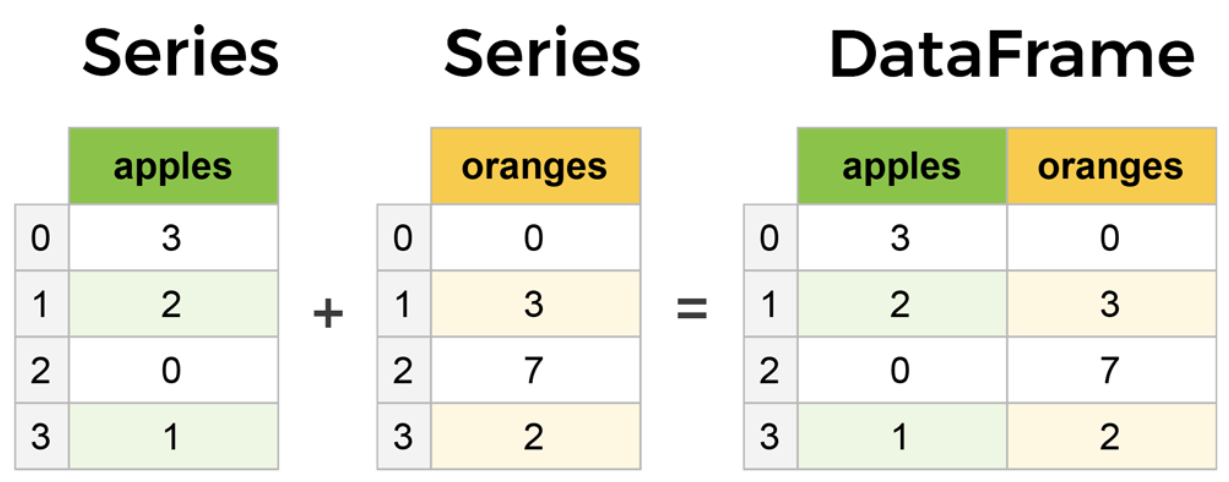 Series Series DataFrame
apples oranges apples oranges
0 3 0 0 0 3 0
1 2 1 3 1 2 3
+ =
2 0 2 7 2 0 7
3 1 3 2 3 1 2